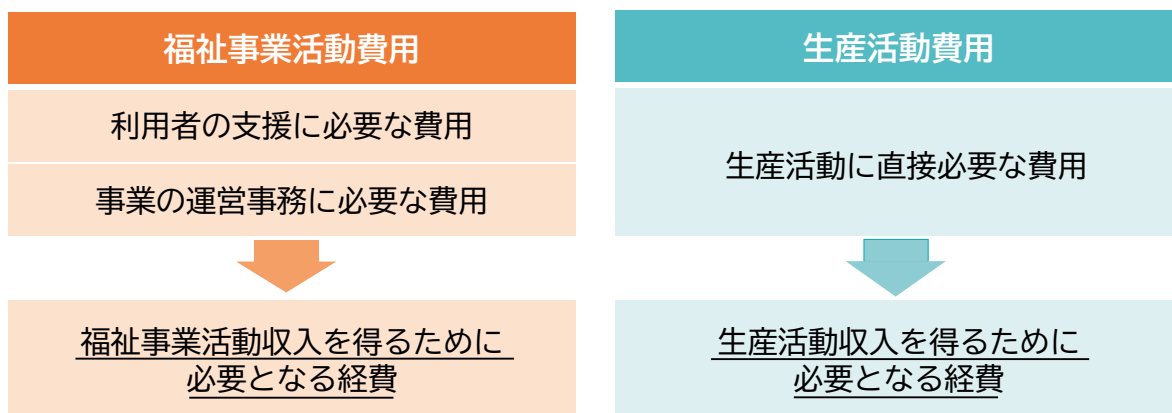 福祉事業活動費用
利用者の支援に必要な費用
事業の運営事務に必要な費用
福祉事業活動収入を得るために
必要となる経費
生産活動費用
生産活動に直接必要な費用
生産活動収入を得るために
必要となる経費